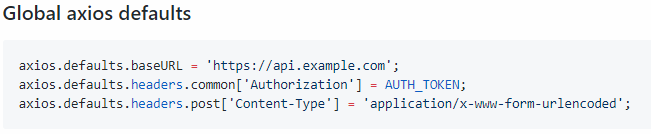 Global axios defaults
axios.defaults.baseURL = 'https://api.example.com';
axios.defaults.headers.common['Authorization'] = AUTH_TOKEN;
axios.defaults.headers.post['Content-Type'] = 'application/x-www-form-urlencoded';